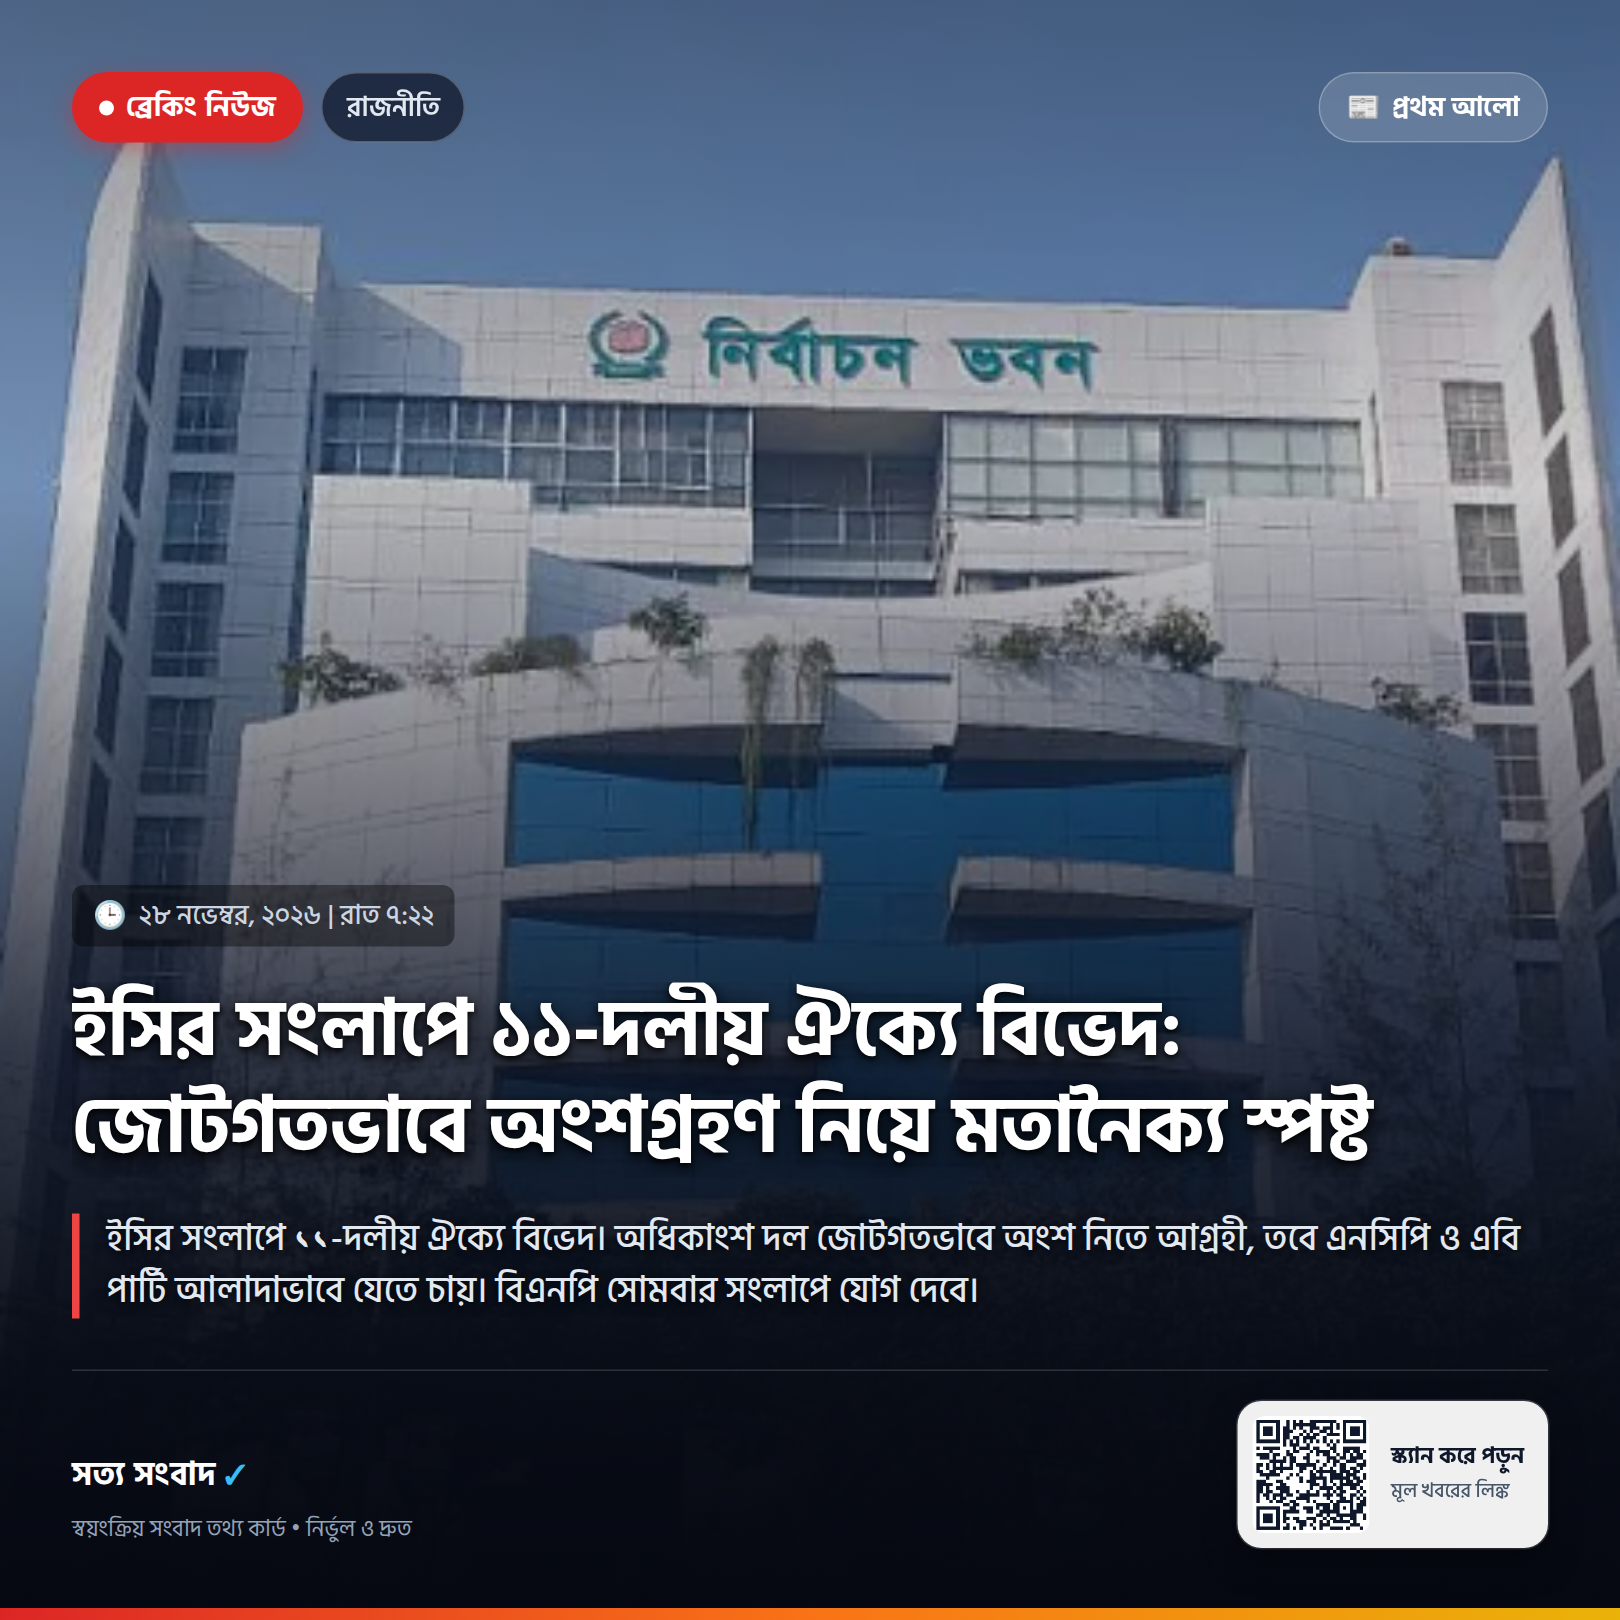 ব্রেকিং নিউজ
রাজনীতি
প্রথম আলো
নির্বাচন ভবন
২৮ নভেম্বর, ২০২৬ | রাত ৭:২২
ইসির সংলাপে ১১-দলীয় ঐক্যে বিভেদ:
জোটগতভাবে অংশগ্রহণ নিয়ে মতানৈক্য স্পষ্ট
ইসির সংলাপে ১১-দলীয় ঐক্যে বিভেদ। অধিকাংশ দল জোটগতভাবে অংশ নিতে আগ্রহী, তবে এনসিপি ও এবি
পার্টি আলাদাভাবে যেতে চায়। বিএনপি সোমবার সংলাপে যোগ দেবে।
সত্য সংবাদ ✓
স্বয়ংক্রিয় সংবাদ তথ্য কার্ড • নির্ভুল ও দ্রুত
স্ক্যান করে পড়ুন
মূল খবরের লিঙ্ক